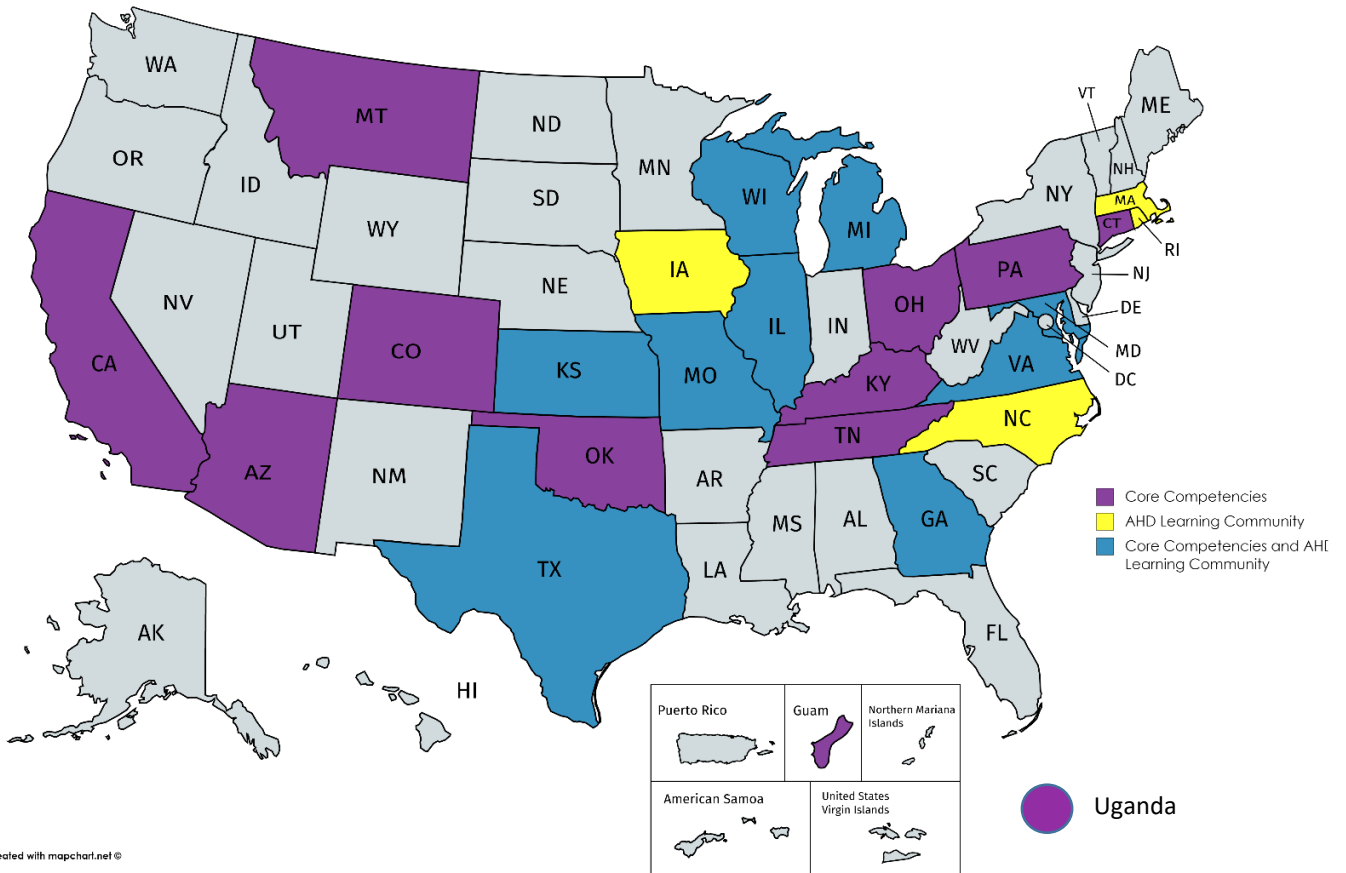 WA
MT
ND
MN
VT
ME
OR
ID
SD
WI
MI
NY
NH
MA
CT
RI
WY
IA
PA
NJ
NV
UT
NE
OH
DE
CO
IL
IN
WV
MD
CA
KS
MO
KY
VA
DC
AZ
NM
OK
TN
NC
AR
SC
MS
AL
GA
TX
LA
FL
AK
HI
Core Competencies
AHD Learning Community
Core Competencies and AHD
Learning Community
Puerto Rico
Guam
Northern Mariana
Islands
American Samoa
United States
Virgin Islands
Uganda
eated with mapchart.net ©